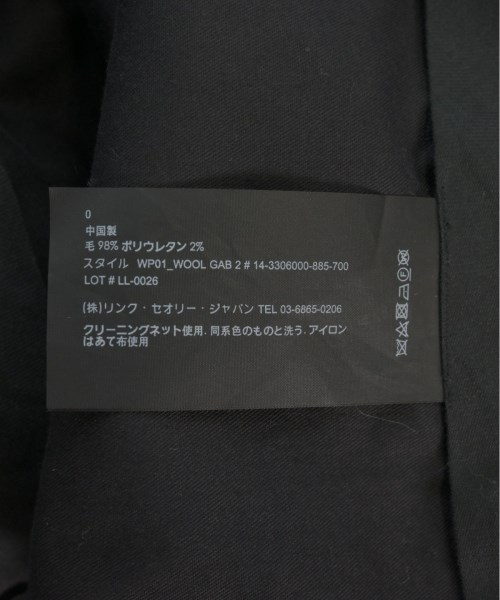 0
中国製
毛 98% ポリウレタン 2%
スタイル WP01_WOOL GAB 2 # 14-3306000-885-700
LOT # LL-0026
(株)リンク・セオリー・ジャパン TEL 03-6865-0206
クリーニングネット使用. 同系色のものと洗う. アイロン
はあて布使用